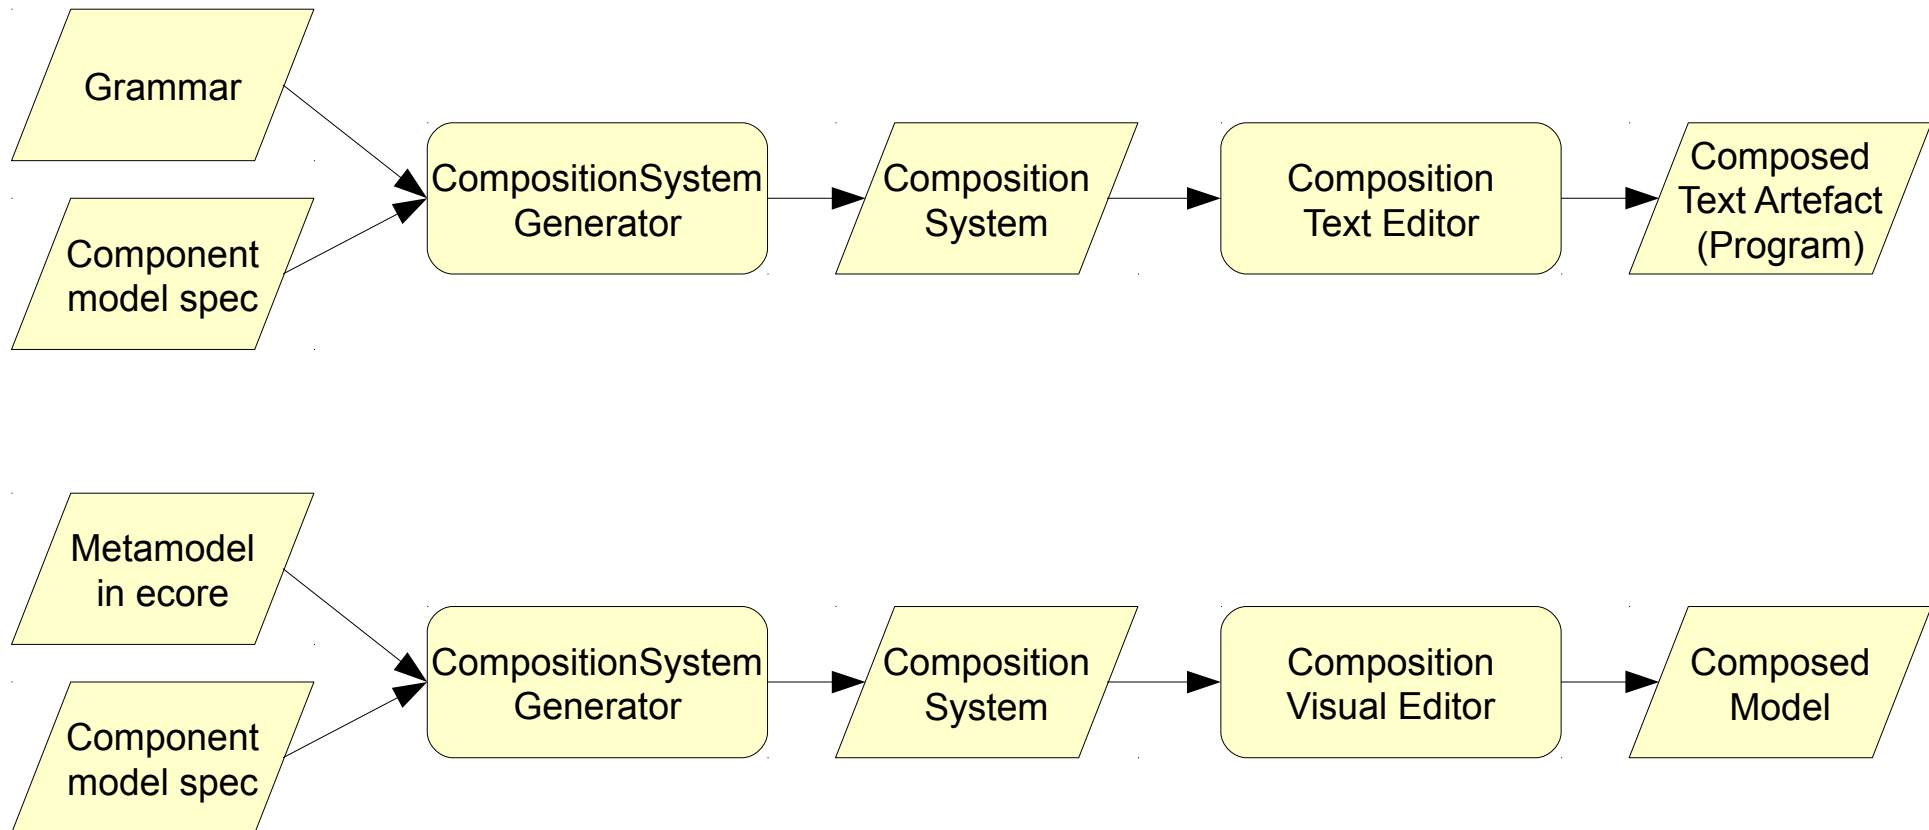 Grammar
Component
model spec
CompositionSystem
Generator
Composition
System
Composition
Text Editor
Composed
Text Artefact
(Program)
Metamodel
in ecore
Component
model spec
CompositionSystem
Generator
Composition
System
Composition
Visual Editor
Composed
Model